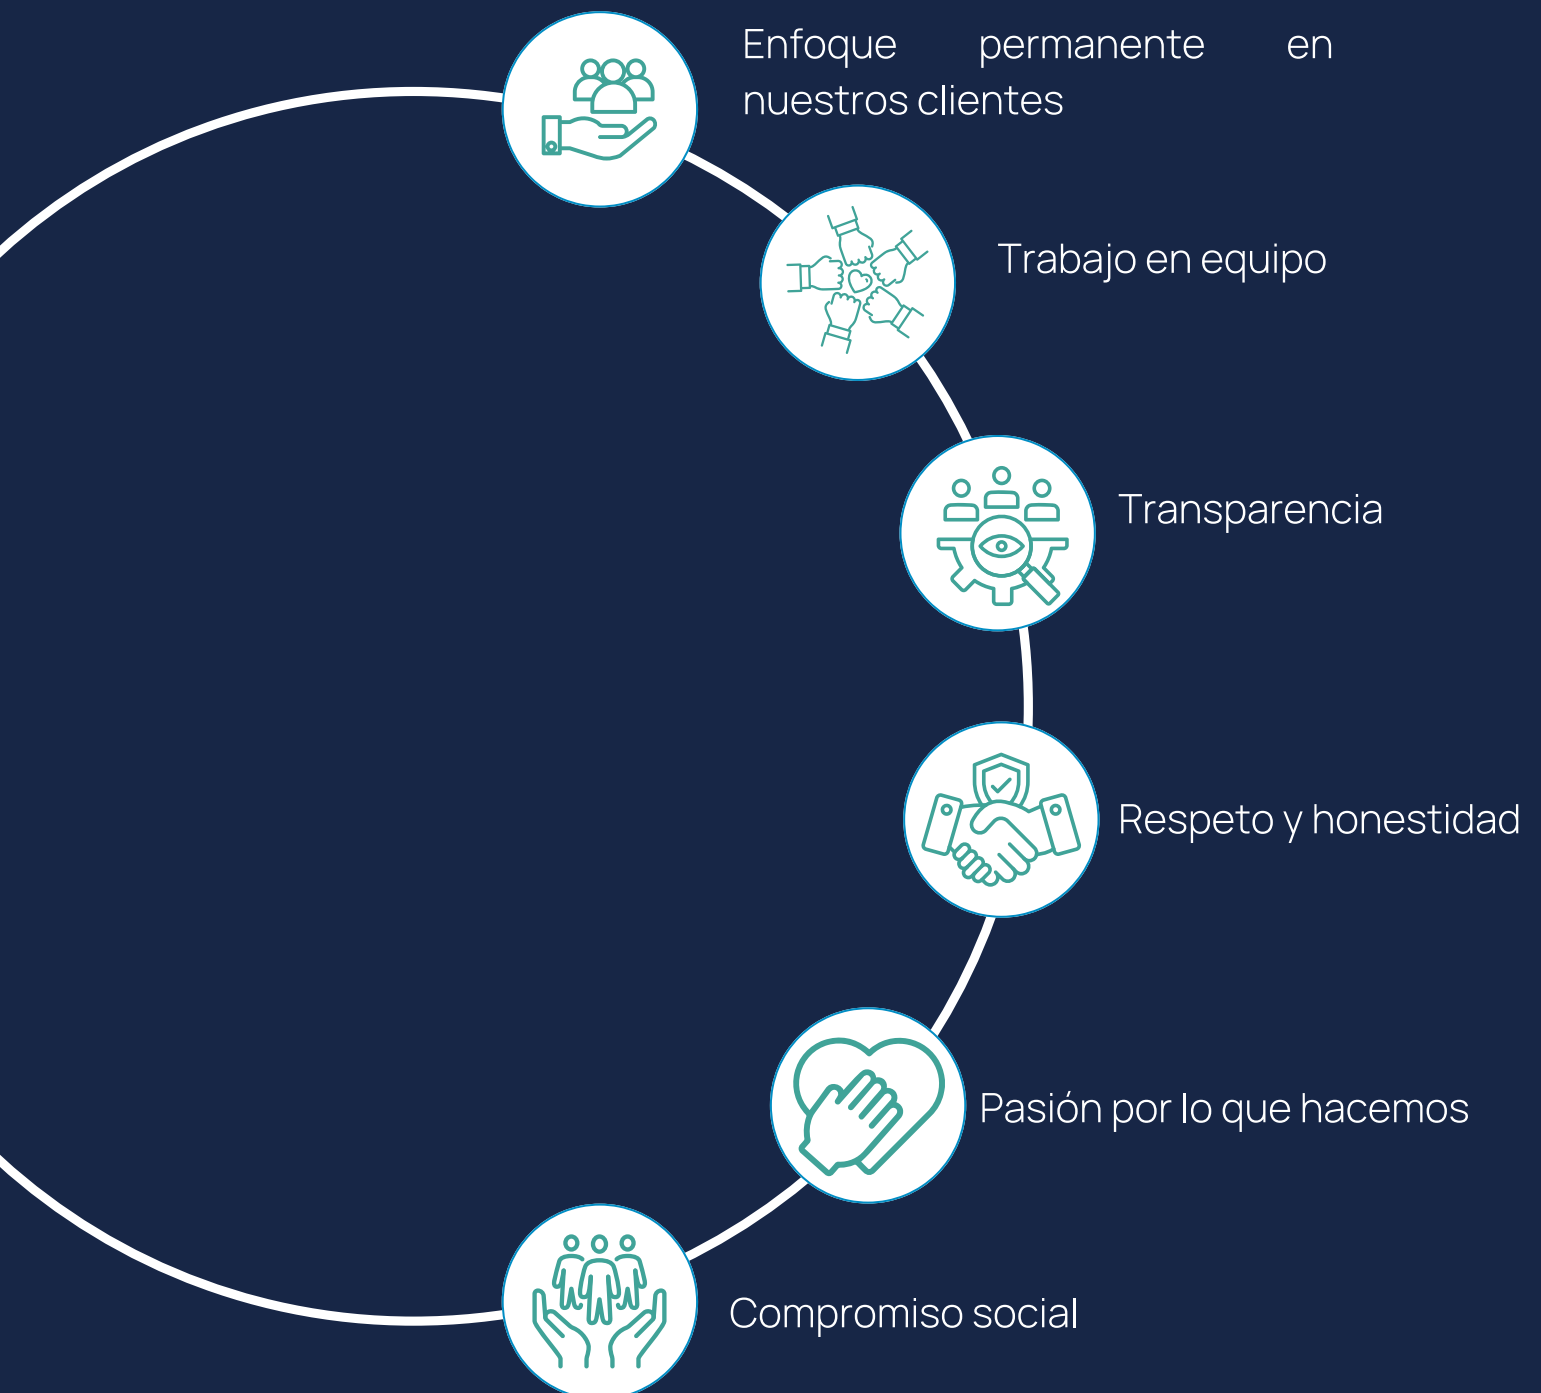 Enfoque permanente en
nuestros clientes
Trabajo en equipo
Transparencia
Respeto y honestidad
Pasión por lo que hacemos
Compromiso social